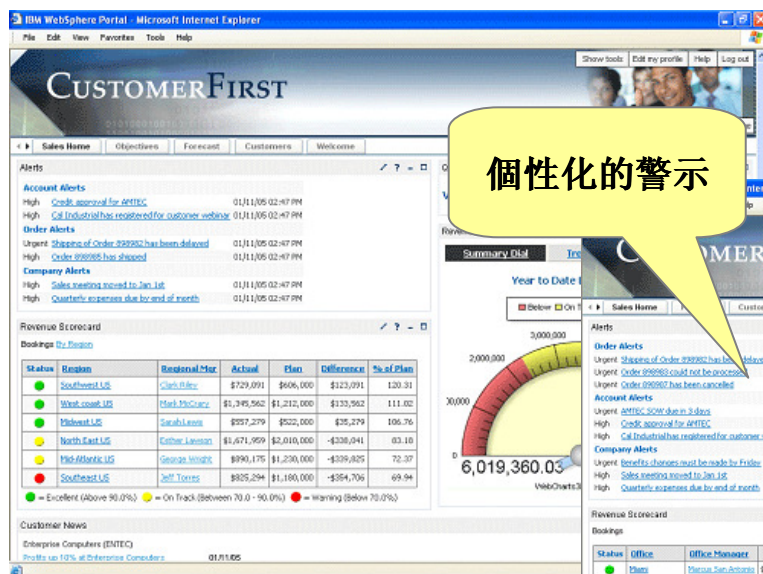 IBM WebSphere Portal - Microsoft Internet Explorer
File Edit View Favorites Tools Help
Show tools Edit my profile Help Log out
CUSTOMERFIRST
Sales Home Objectives Forecast Customers Welcome
個性化的警示
Alerts
Account Alerts
High Credit approval for AMTEC 01/11/05 02:47 PM
High Cal Industrial has registered for customer webinar 01/11/05 02:47 PM
Order Alerts
Urgent Shipping of Order 898982 has been delayed 01/11/05 02:47 PM
High Order 898985 has shipped 01/11/05 02:47 PM
Company Alerts
High Sales meeting moved to Jan 1st 01/11/05 02:47 PM
High Quarterly expenses due by end of month 01/11/05 02:47 PM
Revenue Scorecard
Bookings By Region
Status Region Regional Mgr Actual Plan Difference % of Plan
Southwest US Clark Riley $729,091 $606,000 $123,091 120.31
West coast US Mark McCrary $1,345,562 $1,212,000 $133,562 111.02
Midwest US Sarah Lewis $557,279 $522,000 $35,279 106.76
North East US Esther Lawson $1,671,959 $2,010,000 -$338,041 83.18
Mid-Atlantic US George Wright $890,175 $1,230,000 -$339,825 72.37
Southeast US Jeff Torres $825,294 $1,180,000 -$354,706 69.94
= Excellent (Above 90.0%) = On Track (Between 70.0 - 90.0%) = Warning (Below 70.0%)
Customer News
Enterprise Computers (ENTEC)
Profits up 10% at Enterprise Computers 01/11/05
Summary Dial
Year to Date
Below On
3,000,000
2,000,000
6,019,360.03
WebCharts3
OMER
Sales Home
Alerts
Order Alerts
Urgent Shipping of Order 898982 has been delaye
Urgent Order 898983 could not be processe
Urgent Order 898987 has been cancelled
Account Alerts
Urgent AMTEC SOW due in 3 days
High Credit approval for AMTEC
High Cal Industrial has registered for customer
Company Alerts
Urgent Benefits changes must be made by Friday
High Sales meeting moved to Jan 1st
High Quarterly expenses due by end of month
Revenue Scorecard
Bookings
Status Office Office Manager
Miami Marcus San Antonio